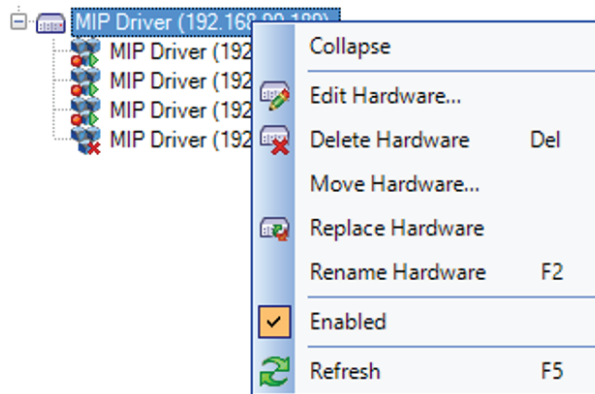 MIP Driver (192.168.90.189)
MIP Driver (192
MIP Driver (192
MIP Driver (192
MIP Driver (192
Collapse
Edit Hardware...
Delete Hardware Del
Move Hardware...
Replace Hardware
Rename Hardware F2
Enabled
Refresh F5